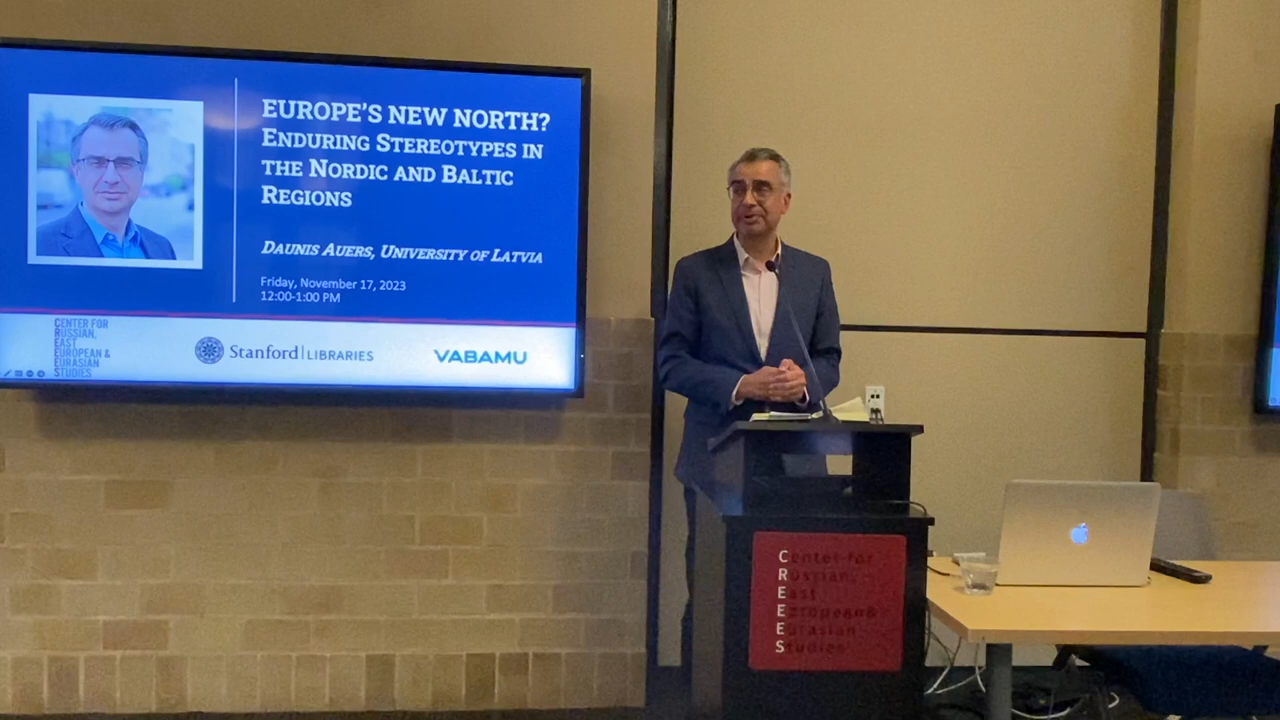 EUROPE'S NEW NORTH?
ENDURING STEREOTYPES IN
THE NORDIC AND BALTIC
REGIONS
DAUNIS AUERS, UNIVERSITY OF LATVIA
Friday, November 17, 2023
12:00-1:00 PM
CENTER FOR
RUSSIAN,
EAST
EUROPEAN &
EURASIAN
STUDIES
Stanford | LIBRARIES
VABAMU
Center for
Russian,
East
European &
Eurasian
Studies